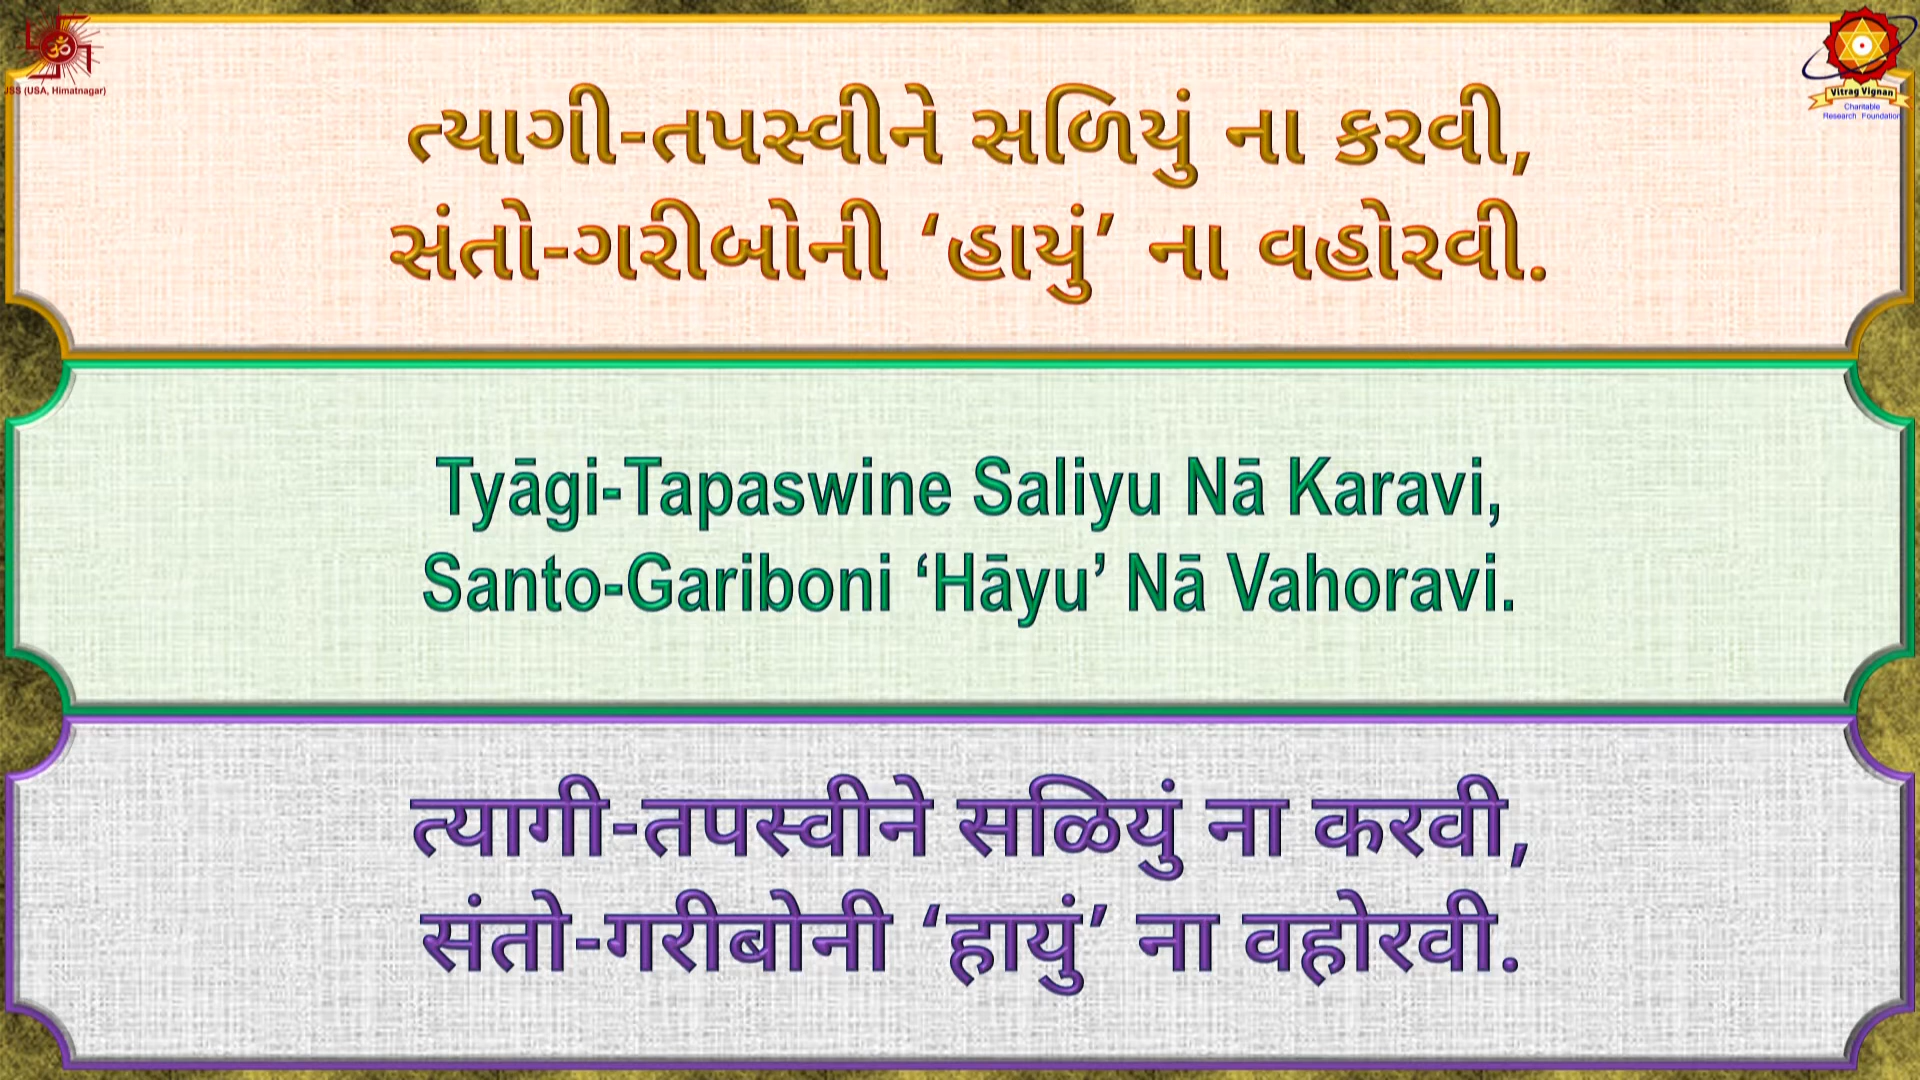 JSS (USA, Himatnagar)
Vitrag Vignan
Charitable
Research Foundation
ત્યાગી-તપસ્વીને સળિયું ના કરવી,
સંતો-ગરીબોની ‘હાયું’ ના વહોરવી.
Tyāgi-Tapaswine Saliyu Nā Karavi,
Santo-Gariboni ‘Hāyu’ Nā Vahoravi.
त्यागी-तपस्वीने सळियुं ना करवी,
संतो-गरीबोनी ‘हायुं’ ना वहोरवी.